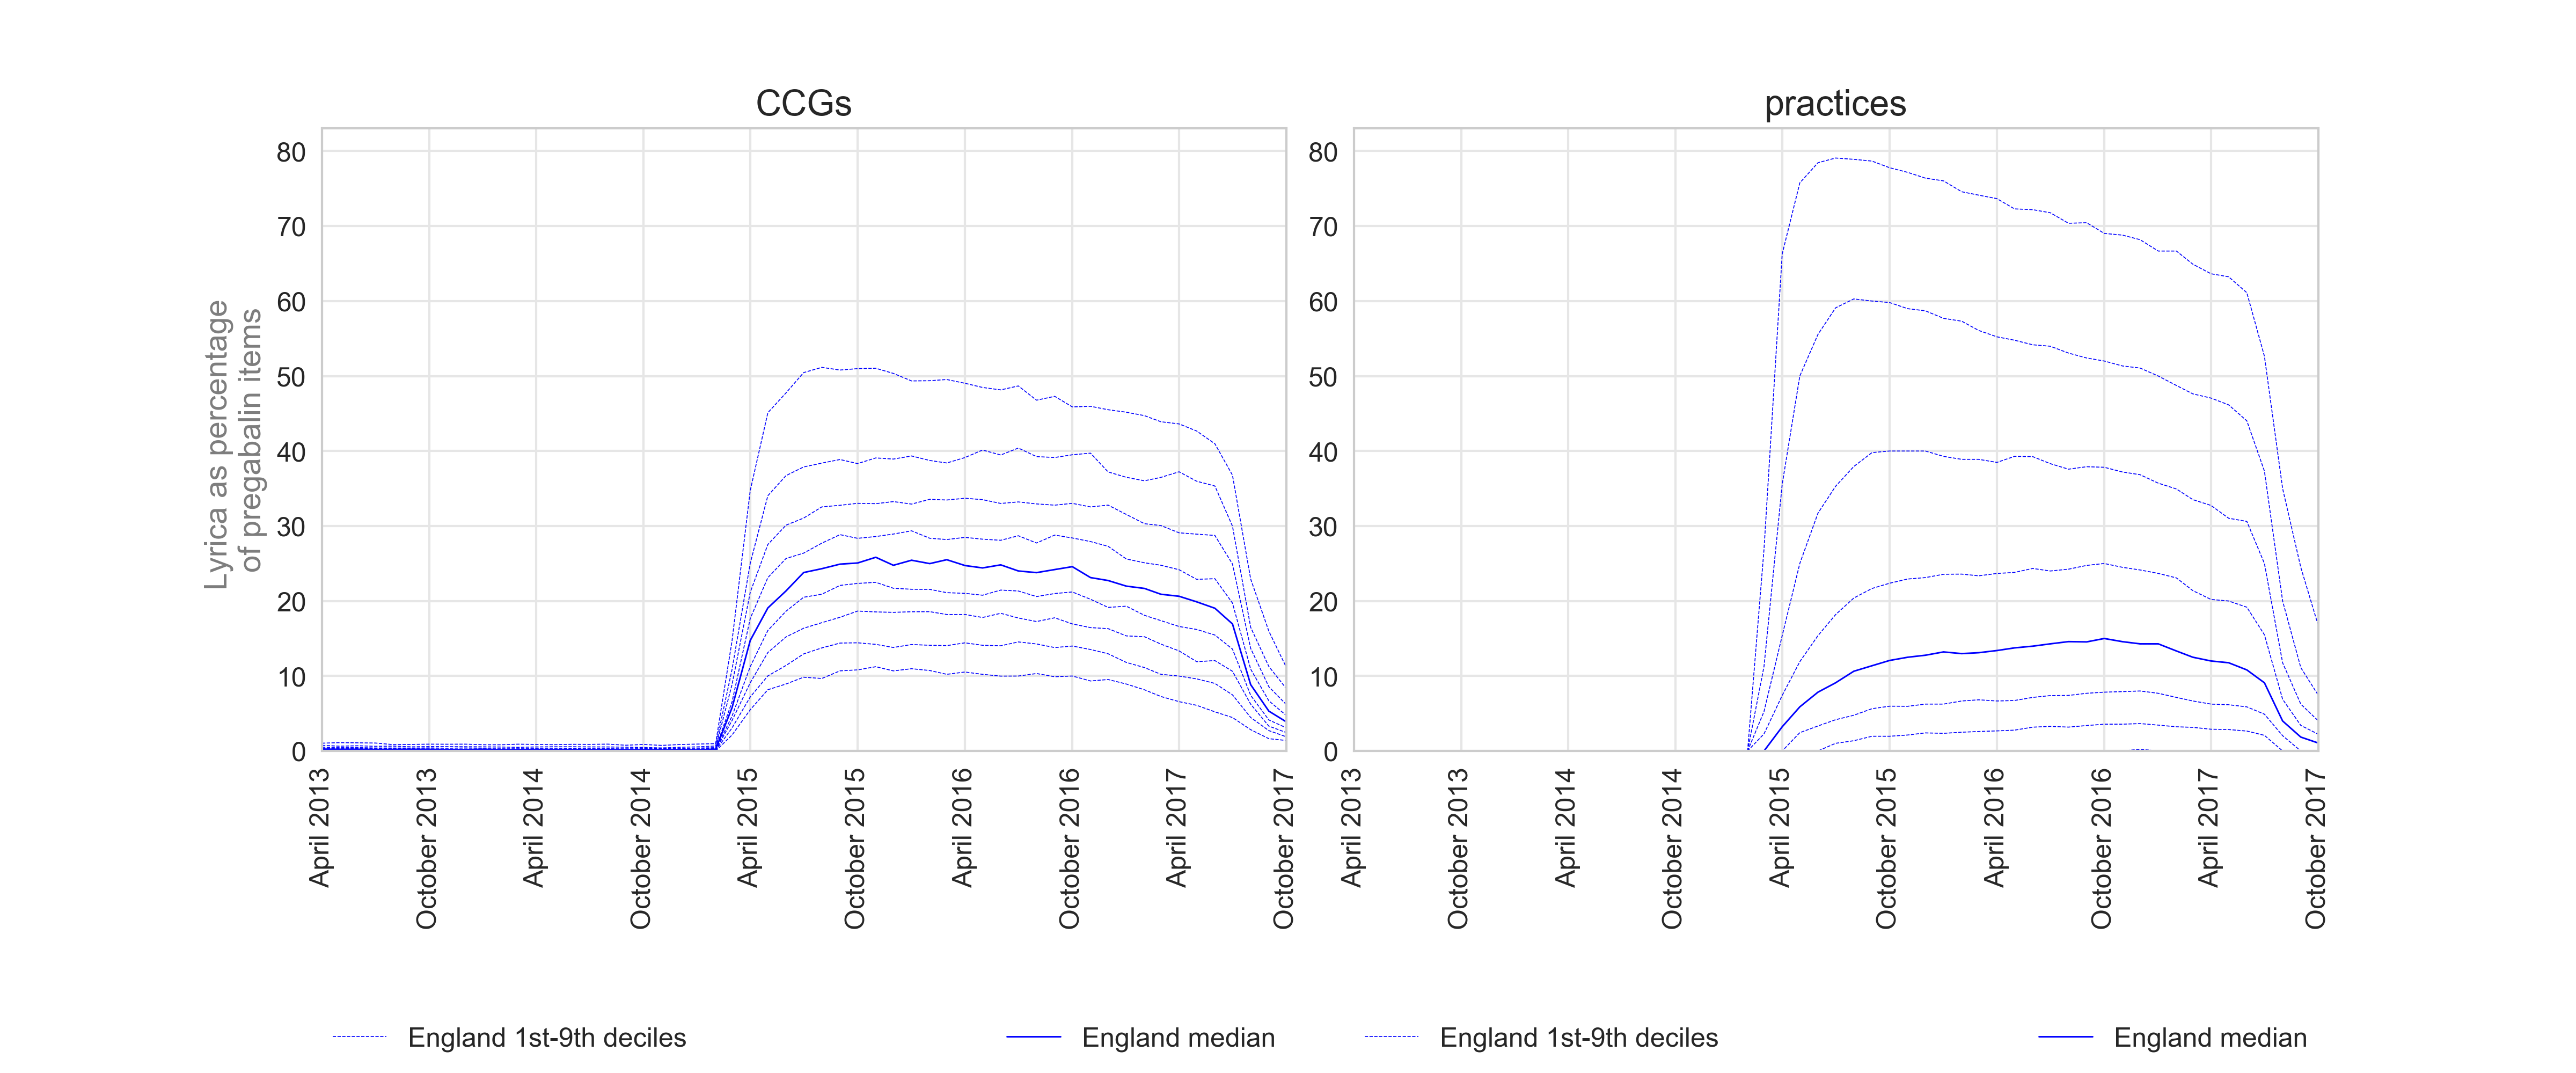 CCGs
practices
Lyrica as percentage
of pregabalin items
80
70
60
50
40
30
20
10
0
80
70
60
50
40
30
20
10
0
April 2013
October 2013
April 2014
October 2014
April 2015
October 2015
April 2016
October 2016
April 2017
October 2017
April 2013
October 2013
April 2014
October 2014
April 2015
October 2015
April 2016
October 2016
April 2017
October 2017
England 1st-9th deciles
England median
England 1st-9th deciles
England median